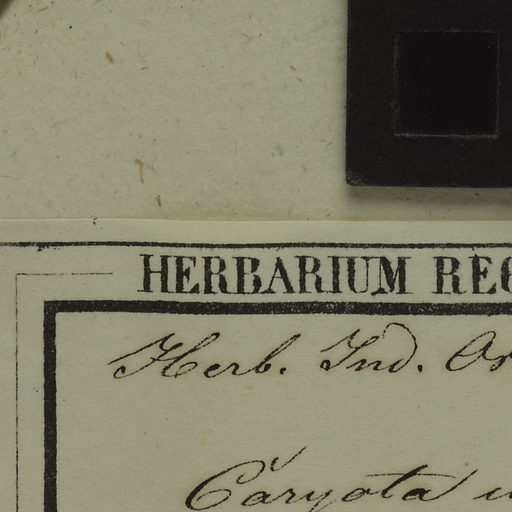 HERBARIUM REG
Herb. Ind. Or
Caryota u